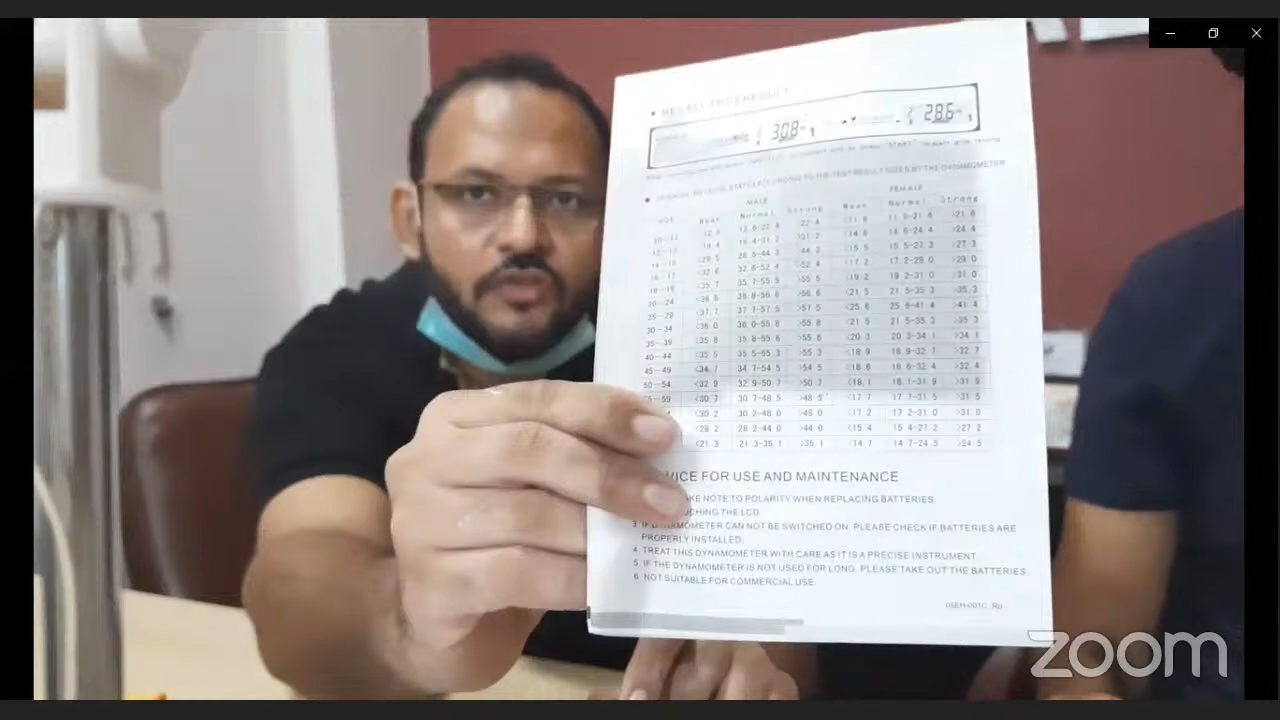 RECALL TEST RESULT
30.8 28.6
PERSONAL PHYSICAL STATUS ACCORDING TO THE TEST RESULT GIVEN BY THE DYNAMOMETER
MALE FEMALE
AGE Weak Normal Strong Weak Normal Strong
10-11 12.6-22.4 >22.4 <11.8 11.8-21.6 >21.6
12-13 19.4-31.2 >31.2 <14.6 14.6-24.4 >24.4
14-15 <28.5 28.5-44.3 >44.3 <15.5 15.5-27.3 >27.3
16-17 <32.6 32.6-52.4 >52.4 <17.2 17.2-29.0 >29.0
18-19 <35.7 35.7-55.5 >55.5 <19.2 19.2-31.0 >31.0
20-24 <36.8 36.8-56.6 >56.6 <21.5 21.5-35.3 >35.3
25-29 <37.7 37.7-57.5 >57.5 <25.6 25.6-41.4 >41.4
30-34 <36.0 36.0-55.8 >55.8 <21.5 21.5-35.3 >35.3
35-39 <35.8 35.8-55.6 >55.6 <20.3 20.3-34.1 >34.1
40-44 <35.5 35.5-55.3 >55.3 <18.9 18.9-32.7 >32.7
45-49 <34.7 34.7-54.5 >54.5 <18.6 18.6-32.4 >32.4
50-54 <32.9 32.9-50.7 >50.7 <18.1 18.1-31.9 >31.9
<30.7 30.7-48.5 >48.5 <17.7 17.7-31.5 >31.5
<30.2 30.2-48.0 >48.0 <17.2 17.2-31.0 >31.0
<28.2 28.2-44.0 >44.0 <15.4 15.4-27.2 >27.2
<21.3 21.3-35.1 >35.1 <14.7 14.7-24.5 >24.5
VICE FOR USE AND MAINTENANCE
AKE NOTE TO POLARITY WHEN REPLACING BATTERIES.
UCHING THE LCD.
3. IF DYNAMOMETER CAN NOT BE SWITCHED ON, PLEASE CHECK IF BATTERIES ARE
PROPERLY INSTALLED;
4. TREAT THIS DYNAMOMETER WITH CARE AS IT IS A PRECISE INSTRUMENT.
5. IF THE DYNAMOMETER IS NOT USED FOR LONG, PLEASE TAKE OUT THE BATTERIES.
6. NOT SUITABLE FOR COMMERCIAL USE.
zoom